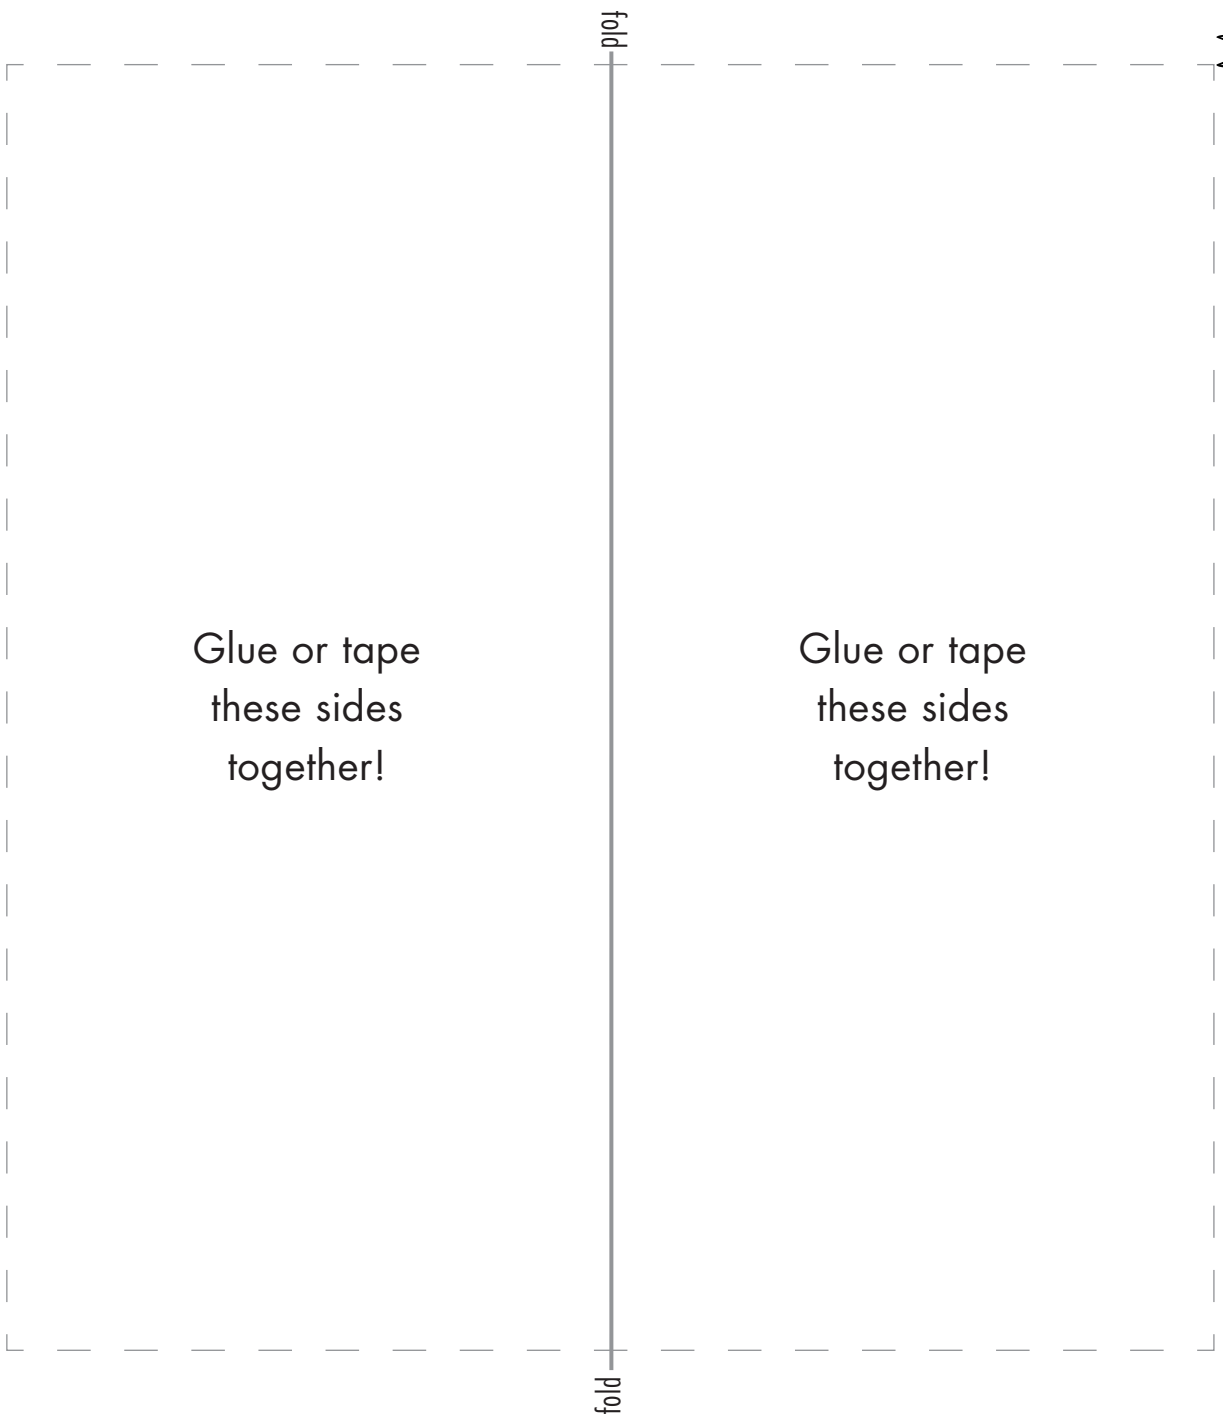 fold
Glue or tape
these sides
together!
Glue or tape
these sides
together!
fold